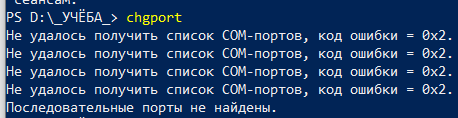 сеансам.
PS D:\_УЧЁБА_> chgport
Не удалось получить список COM-портов, код ошибки = 0x2.
Не удалось получить список COM-портов, код ошибки = 0x2.
Не удалось получить список COM-портов, код ошибки = 0x2.
Не удалось получить список COM-портов, код ошибки = 0x2.
Последовательные порты не найдены.